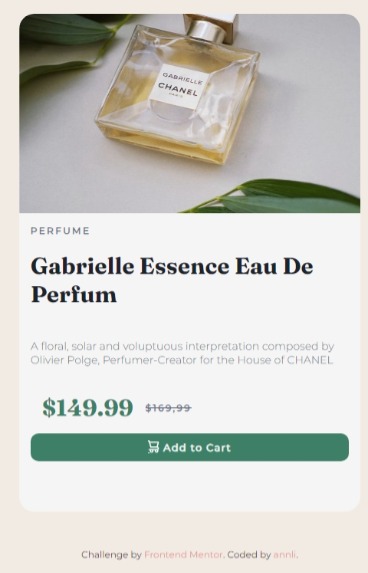 GABRIELLE
CHANEL
PARIS
PERFUME
Gabrielle Essence Eau De
Perfum
A floral, solar and voluptuous interpretation composed by
Olivier Polge, Perfumer-Creator for the House of CHANEL
$149.99 $169,99
Add to Cart
Challenge by Frontend Mentor. Coded by annli.